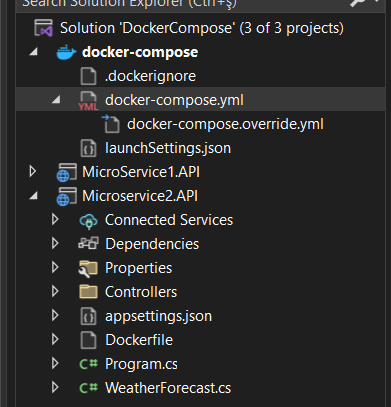 Search Solution Explorer (Ctrl+ş)
Solution 'DockerCompose' (3 of 3 projects)
docker-compose
.dockerignore
YML docker-compose.yml
docker-compose.override.yml
launchSettings.json
MicroService1.API
Microservice2.API
Connected Services
Dependencies
Properties
Controllers
appsettings.json
Dockerfile
C# Program.cs
C# WeatherForecast.cs